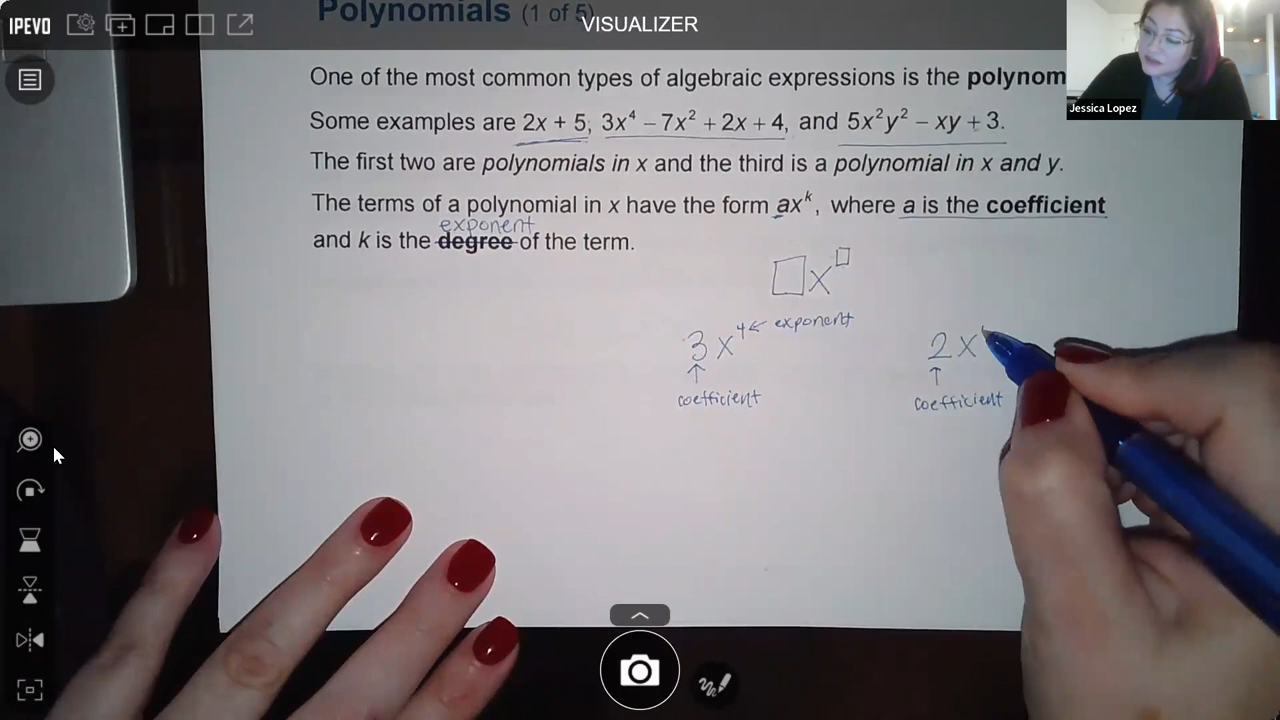 IPEVO
VISUALIZER
Polynomials (1 of 5)
Jessica Lopez
One of the most common types of algebraic expressions is the polynom
Some examples are 2x + 5, 3x⁴ – 7x² + 2x + 4, and 5x²y² – xy + 3.
The first two are polynomials in x and the third is a polynomial in x and y.
The terms of a polynomial in x have the form axᵏ, where a is the coefficient
exponent
and k is the degree of the term.
□x□
3x⁴ ← exponent
2x
↑ ↑
coefficient coefficient